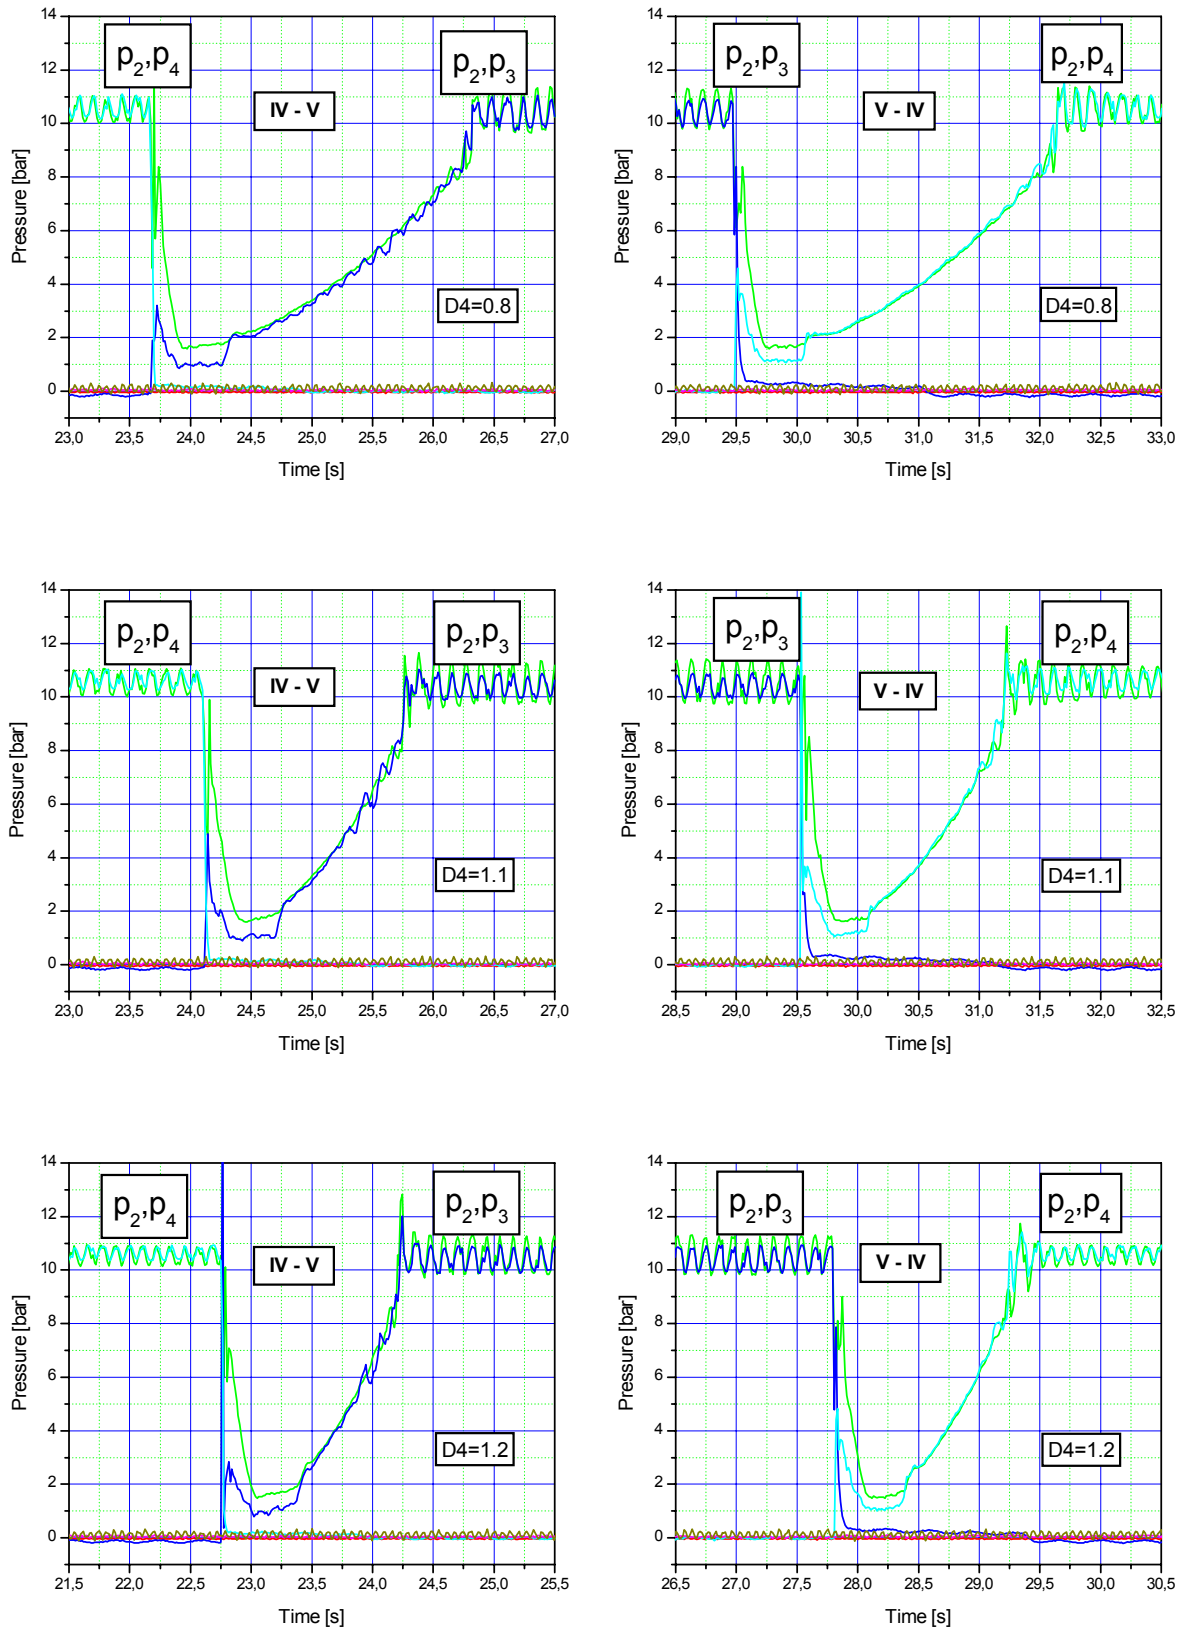 14
12
10
8
6
4
2
0
Pressure [bar]
p2,p4
p2,p3
IV - V
D4=0.8
23,0 23,5 24,0 24,5 25,0 25,5 26,0 26,5 27,0
Time [s]
14
12
10
8
6
4
2
0
Pressure [bar]
p2,p3
p2,p4
V - IV
D4=0.8
29,0 29,5 30,0 30,5 31,0 31,5 32,0 32,5 33,0
Time [s]
14
12
10
8
6
4
2
0
Pressure [bar]
p2,p4
p2,p3
IV - V
D4=1.1
23,0 23,5 24,0 24,5 25,0 25,5 26,0 26,5 27,0
Time [s]
14
12
10
8
6
4
2
0
Pressure [bar]
p2,p3
p2,p4
V - IV
D4=1.1
28,5 29,0 29,5 30,0 30,5 31,0 31,5 32,0 32,5
Time [s]
14
12
10
8
6
4
2
0
Pressure [bar]
p2,p4
p2,p3
IV - V
D4=1.2
21,5 22,0 22,5 23,0 23,5 24,0 24,5 25,0 25,5
Time [s]
14
12
10
8
6
4
2
0
Pressure [bar]
p2,p3
p2,p4
V - IV
D4=1.2
26,5 27,0 27,5 28,0 28,5 29,0 29,5 30,0 30,5
Time [s]